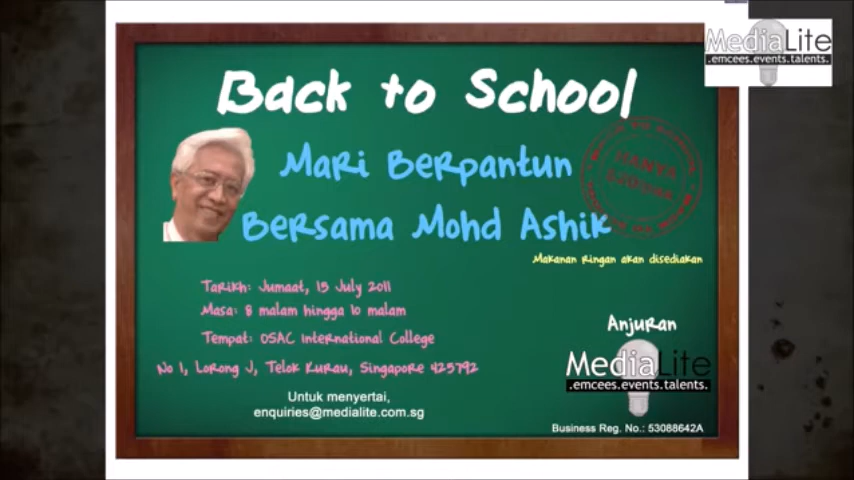 MediaLite
.emcees.events.talents.
Back to School
Mari Berpantun
Bersama Mohd Ashik
Makanan Ringan akan disediakan
Tarikh: Jumaat, 15 July 2011
Masa: 8 malam hingga 10 malam
Tempat: OSAC International College
No 1, Lorong J, Telok Kurau, Singapore 425792
Untuk menyertai,
enquiries@medialite.com.sg
Anjuran
MediaLite
.emcees.events.talents.
Business Reg. No.: 53088642A